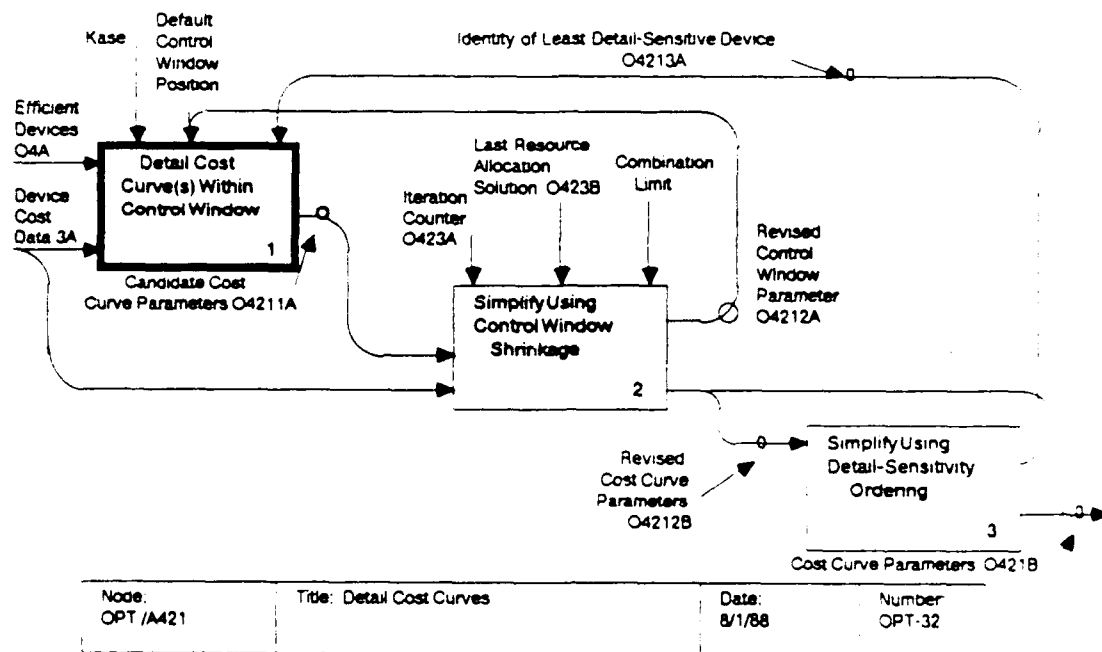 Kase
Default
Control
Window
Position
Identity of Least Detail-Sensitive Device
O4213A
Efficient
Devices
O4A
Detail Cost
Curve(s) Within
Control Window
1
Device
Cost
Data 3A
Candidate Cost
Curve Parameters O4211A
Iteration
Counter
O423A
Last Resource
Allocation
Solution O423B
Combination
Limit
Simplify Using
Control Window
Shrinkage
2
Revised
Control
Window
Parameter
O4212A
Revised
Cost Curve
Parameters
O4212B
Simplify Using
Detail-Sensitivity
Ordering
3
Cost Curve Parameters O421B
Node:
OPT /A421
Title: Detail Cost Curves
Date:
8/1/88
Number
OPT-32